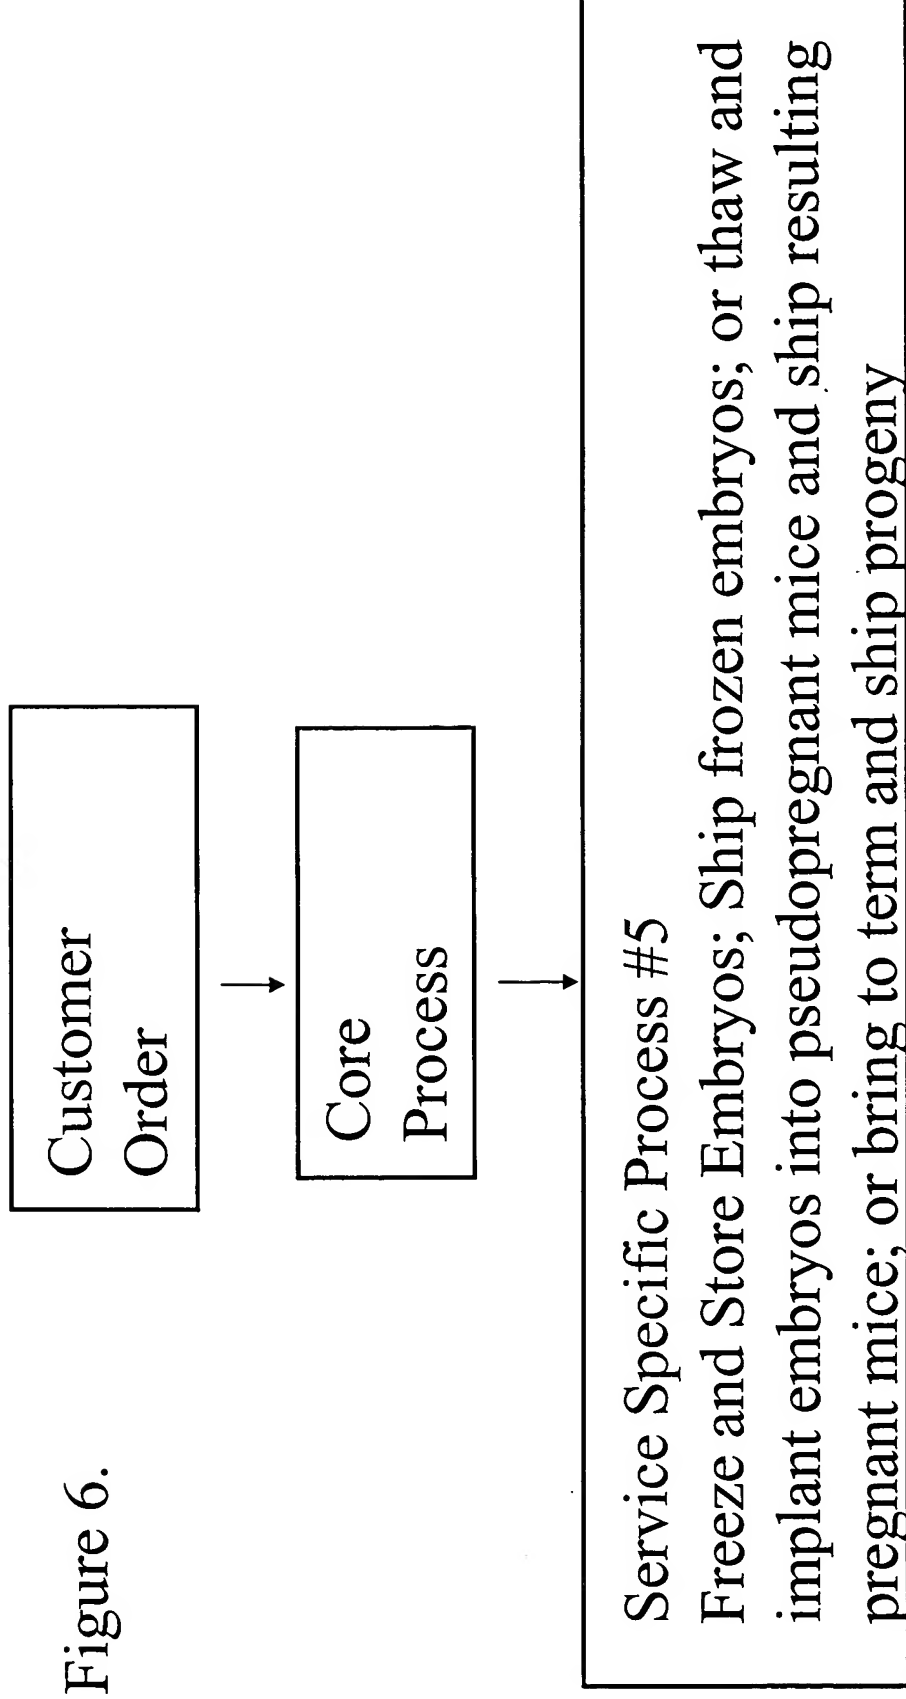 Figure 6.
Customer
Order
Core
Process
Service Specific Process #5
Freeze and Store Embryos; Ship frozen embryos; or thaw and
implant embryos into pseudopregnant mice and ship resulting
pregnant mice; or bring to term and ship progeny